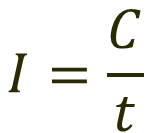 I = C/t